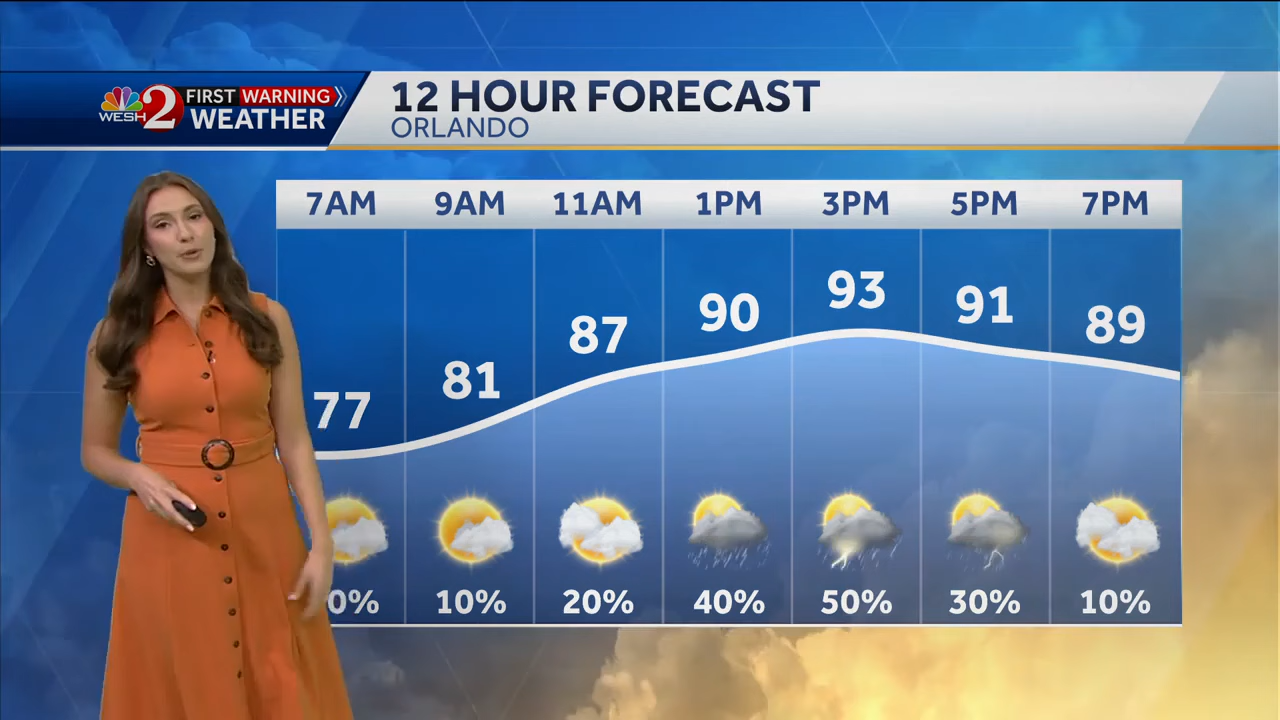 WESH 2 FIRST WARNING
WEATHER
12 HOUR FORECAST
ORLANDO
7AM 9AM 11AM 1PM 3PM 5PM 7PM
77 81 87 90 93 91 89
0% 10% 20% 40% 50% 30% 10%